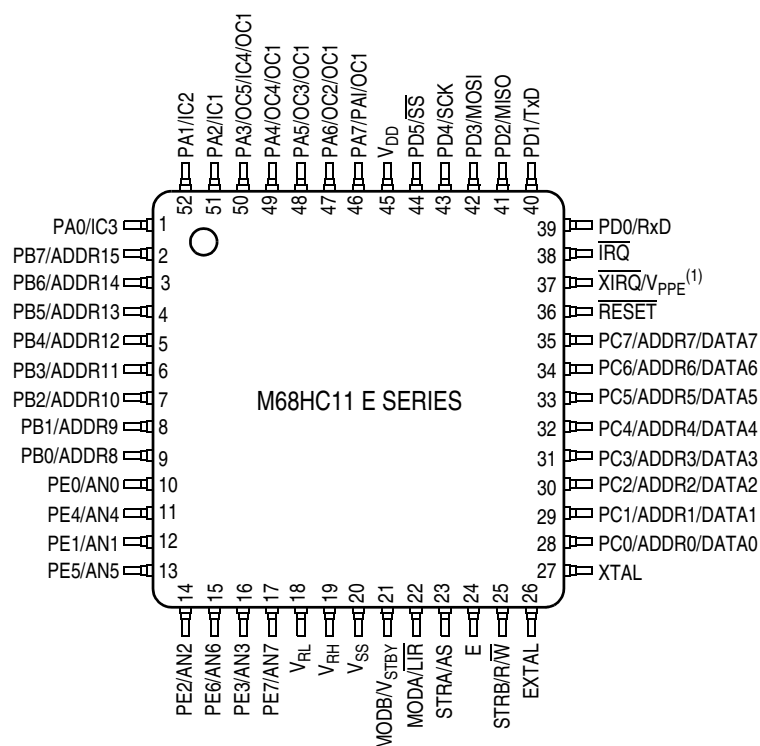 PA1/IC2
PA2/IC1
PA3/OC5/IC4/OC1
PA4/OC4/OC1
PA5/OC3/OC1
PA6/OC2/OC1
PA7/PAI/OC1
VDD
PD5/S̅S̅
PD4/SCK
PD3/MOSI
PD2/MISO
PD1/TxD
52
51
50
49
48
47
46
45
44
43
42
41
40
PA0/IC3 1
PB7/ADDR15 2
PB6/ADDR14 3
PB5/ADDR13 4
PB4/ADDR12 5
PB3/ADDR11 6
PB2/ADDR10 7
PB1/ADDR9 8
PB0/ADDR8 9
PE0/AN0 10
PE4/AN4 11
PE1/AN1 12
PE5/AN5 13
M68HC11 E SERIES
39 PD0/RxD
38 I̅R̅Q̅
37 X̅I̅R̅Q̅/VPPE(1)
36 R̅E̅S̅E̅T̅
35 PC7/ADDR7/DATA7
34 PC6/ADDR6/DATA6
33 PC5/ADDR5/DATA5
32 PC4/ADDR4/DATA4
31 PC3/ADDR3/DATA3
30 PC2/ADDR2/DATA2
29 PC1/ADDR1/DATA1
28 PC0/ADDR0/DATA0
27 XTAL
14
15
16
17
18
19
20
21
22
23
24
25
26
PE2/AN2
PE6/AN6
PE3/AN3
PE7/AN7
VRL
VRH
VSS
MODB/VSTBY
MODA/L̅I̅R̅
STRA/AS
E
STRB/R/W̅
EXTAL